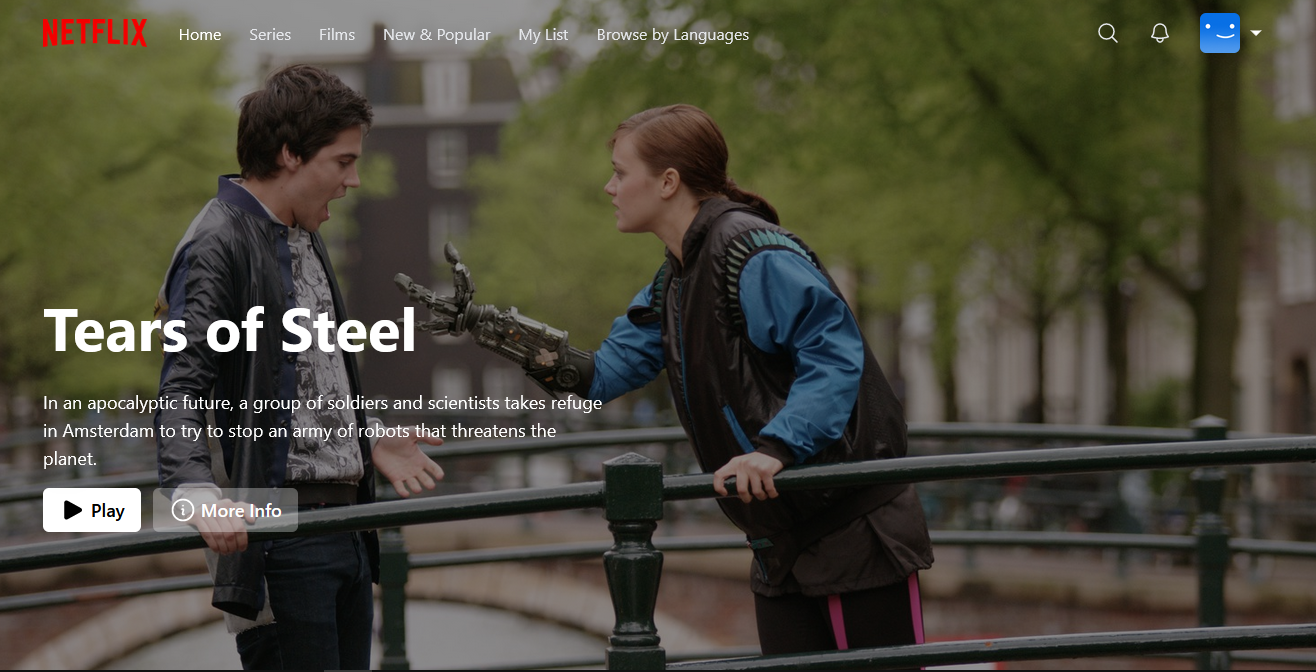 NETFLIX Home Series Films New & Popular My List Browse by Languages
Tears of Steel
In an apocalyptic future, a group of soldiers and scientists takes refuge
in Amsterdam to try to stop an army of robots that threatens the
planet.
Play More Info